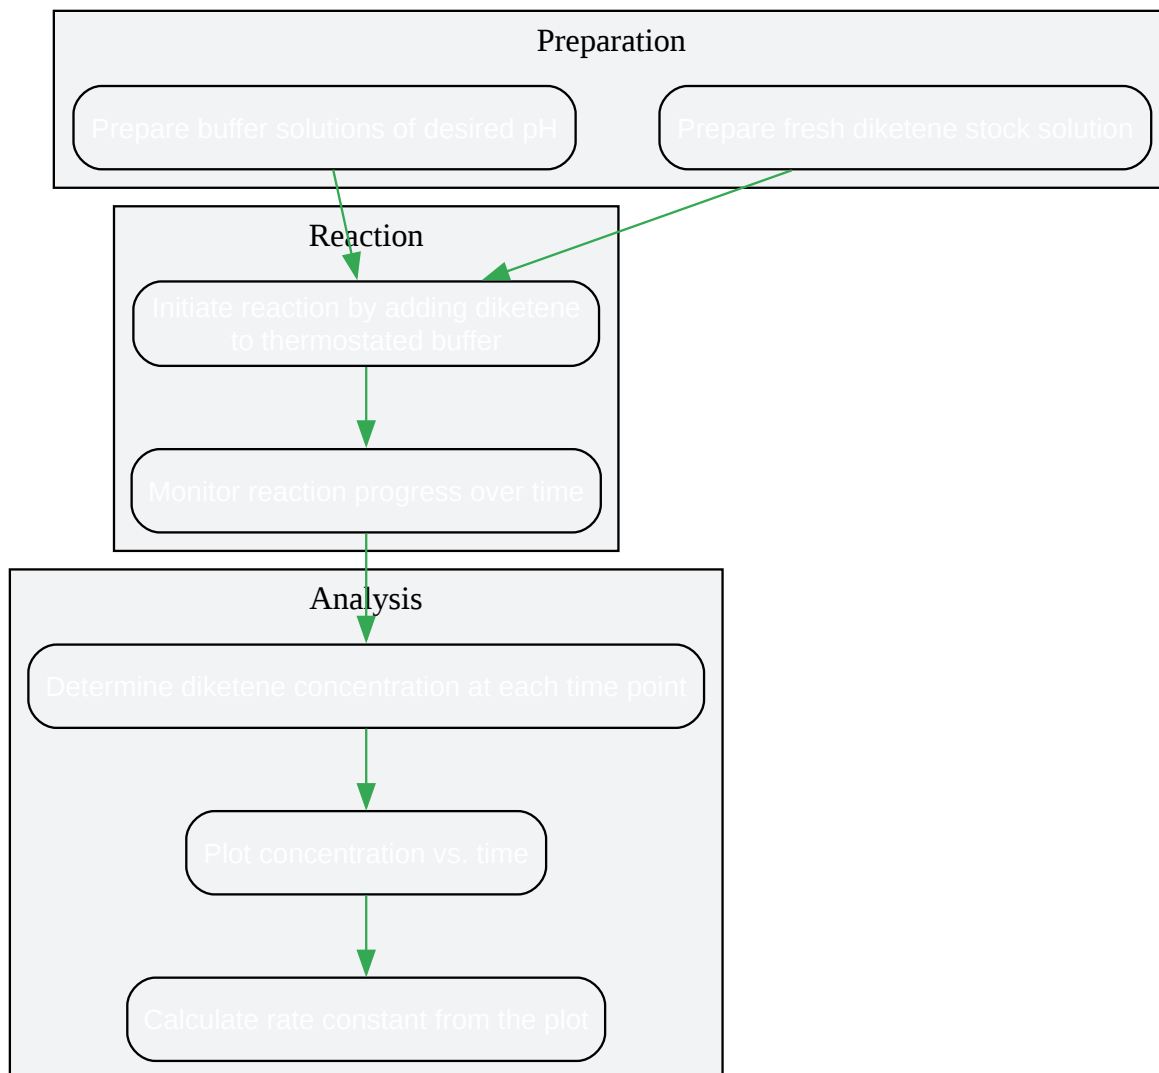 Preparation
Prepare buffer solutions of desired pH
Prepare fresh diketene stock solution
Reaction
Initiate reaction by adding diketene
to thermostated buffer
Monitor reaction progress over time
Analysis
Determine diketene concentration at each time point
Plot concentration vs. time
Calculate rate constant from the plot